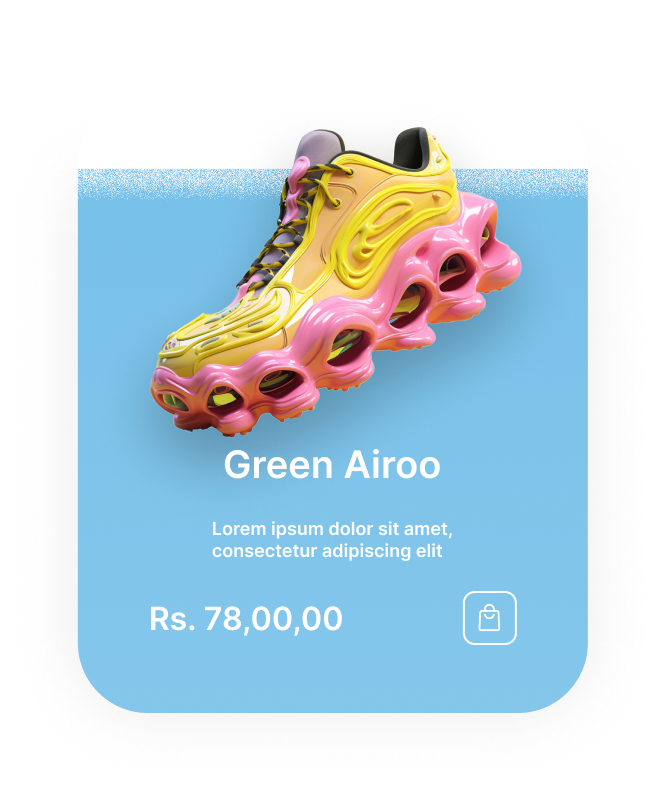 Green Airoo
Lorem ipsum dolor sit amet,
consectetur adipiscing elit
Rs. 78,00,00